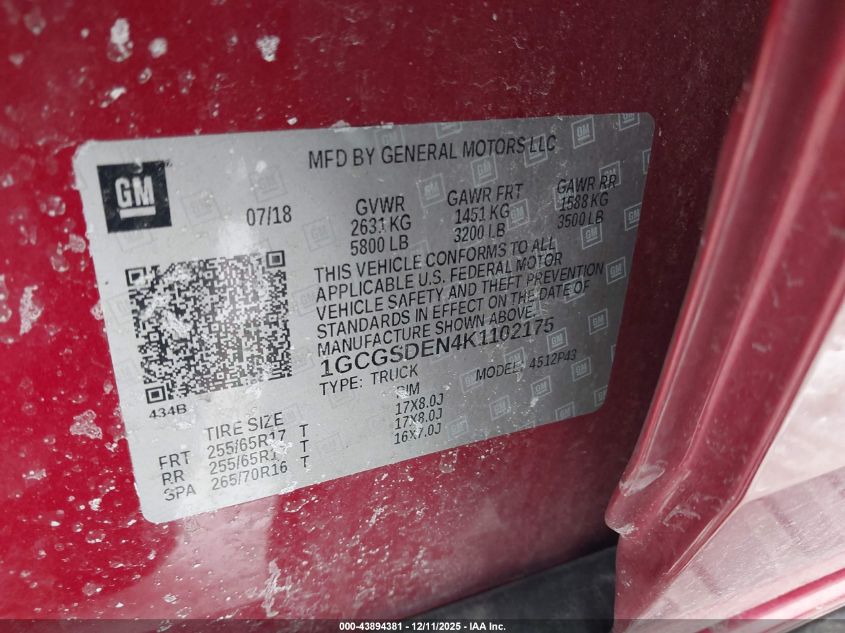 GM
MFD BY GENERAL MOTORS LLC
07/18
GVWR
2631 KG
5800 LB
GAWR FRT
1451 KG
3200 LB
GAWR RR
1588 KG
3500 LB
THIS VEHICLE CONFORMS TO ALL
APPLICABLE U.S. FEDERAL MOTOR
VEHICLE SAFETY AND THEFT PREVENTION
STANDARDS IN EFFECT ON THE DATE OF
MANUFACTURE SHOWN ABOVE.
1GCGSDEN4K1102175
TYPE: TRUCK MODEL: 4512P43
434B
TIRE SIZE RIM
FRT 255/65R17 T 17X8.0J
RR 255/65R17 T 17X8.0J
SPA 265/70R16 T 16X7.0J
000-43894381 - 12/11/2025 - IAA Inc.